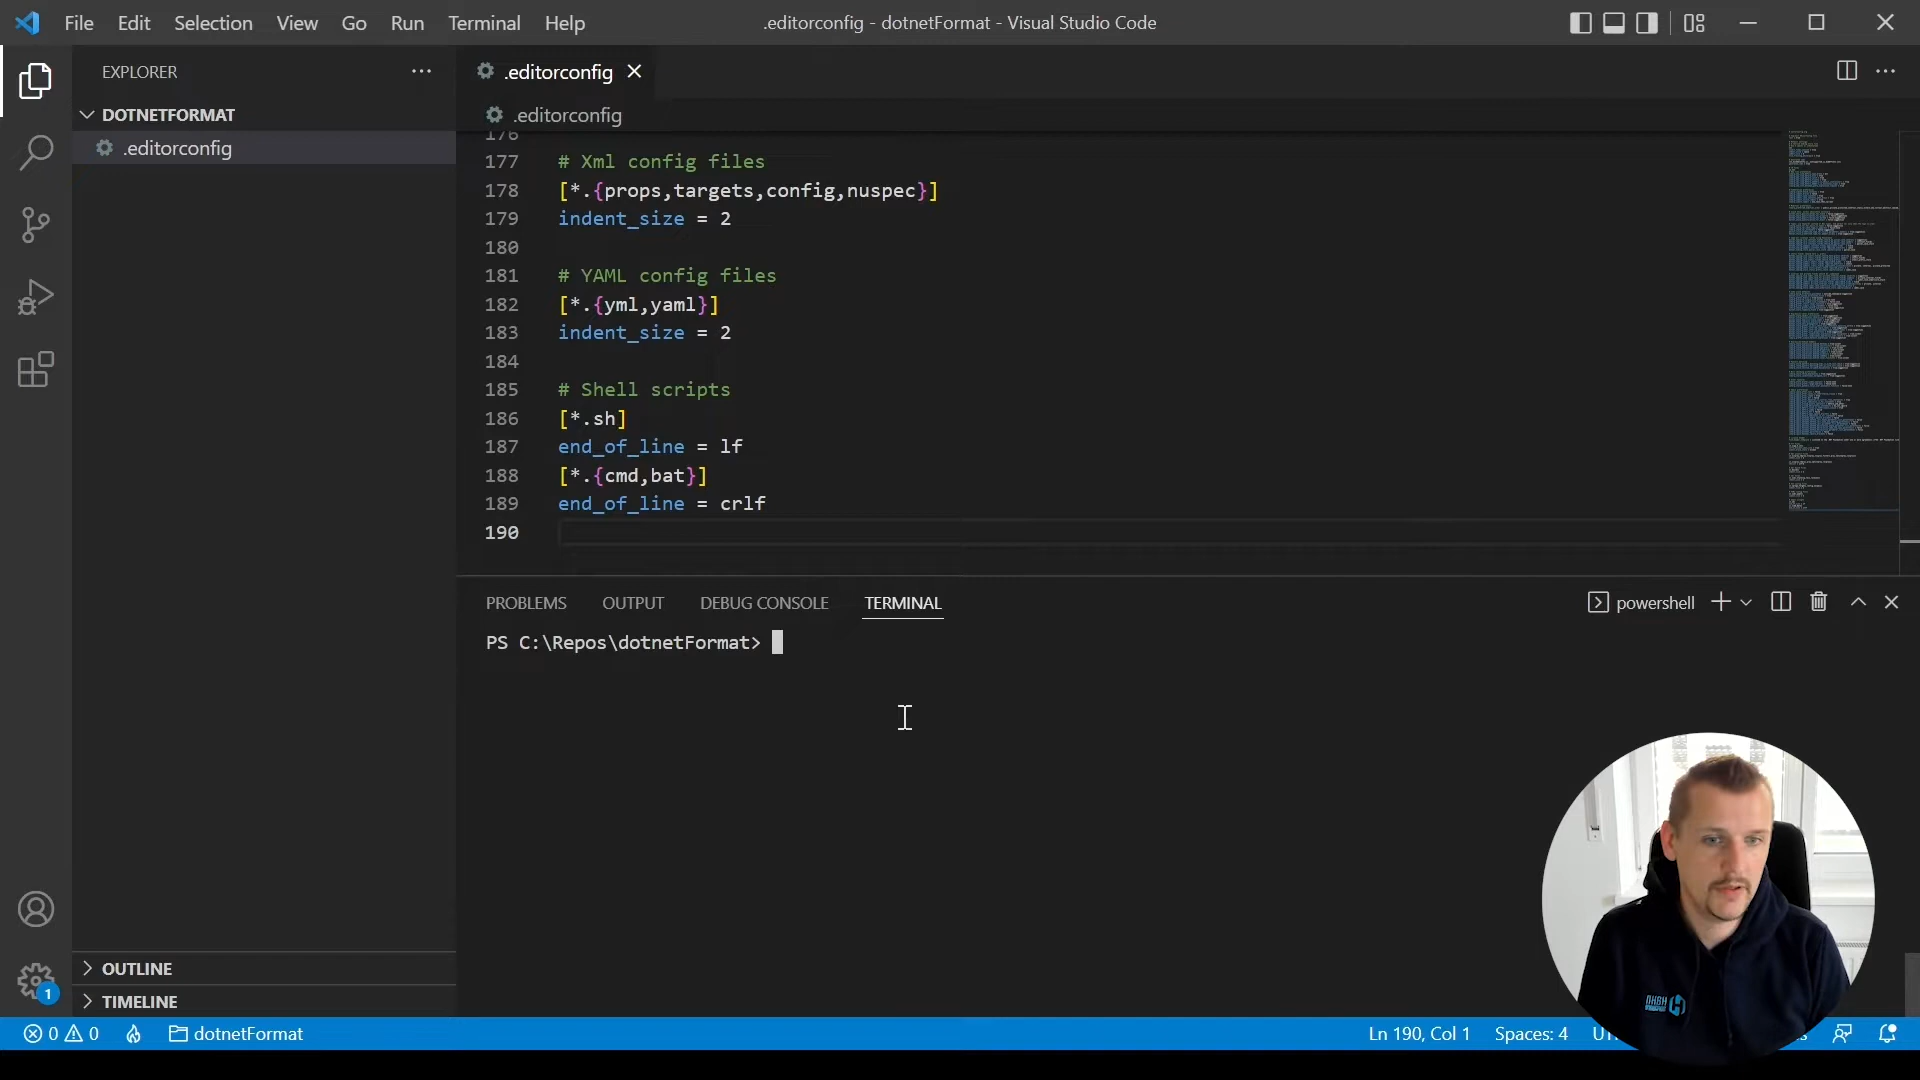 File Edit Selection View Go Run Terminal Help
.editorconfig - dotnetFormat - Visual Studio Code
EXPLORER
DOTNETFORMAT
.editorconfig
.editorconfig
.editorconfig
176
177 # Xml config files
178 [*.{props,targets,config,nuspec}]
179 indent_size = 2
180
181 # YAML config files
182 [*.{yml,yaml}]
183 indent_size = 2
184
185 # Shell scripts
186 [*.sh]
187 end_of_line = lf
188 [*.{cmd,bat}]
189 end_of_line = crlf
190
PROBLEMS OUTPUT DEBUG CONSOLE TERMINAL
powershell
PS C:\Repos\dotnetFormat>
OUTLINE
1
TIMELINE
0 0 dotnetFormat
Ln 190, Col 1 Spaces: 4